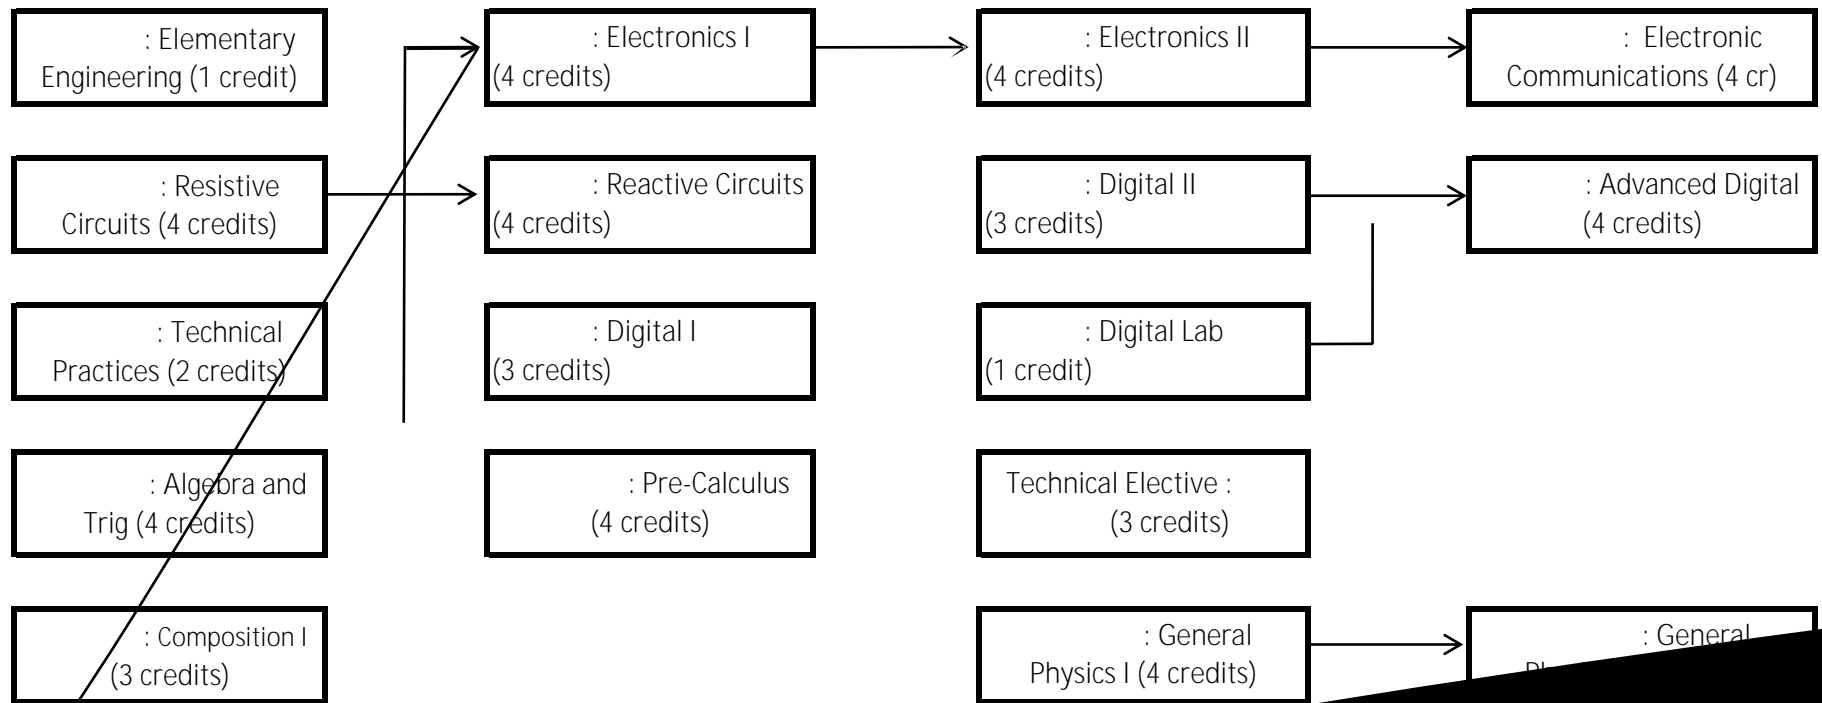 : Elementary
Engineering (1 credit)
: Electronics I
(4 credits)
: Electronics II
(4 credits)
: Electronic
Communications (4 cr)
: Resistive
Circuits (4 credits)
: Reactive Circuits
(4 credits)
: Digital II
(3 credits)
: Advanced Digital
(4 credits)
: Technical
Practices (2 credits)
: Digital I
(3 credits)
: Digital Lab
(1 credit)
: Algebra and
Trig (4 credits)
: Pre-Calculus
(4 credits)
Technical Elective :
(3 credits)
: Composition I
(3 credits)
: General
Physics I (4 credits)
: General